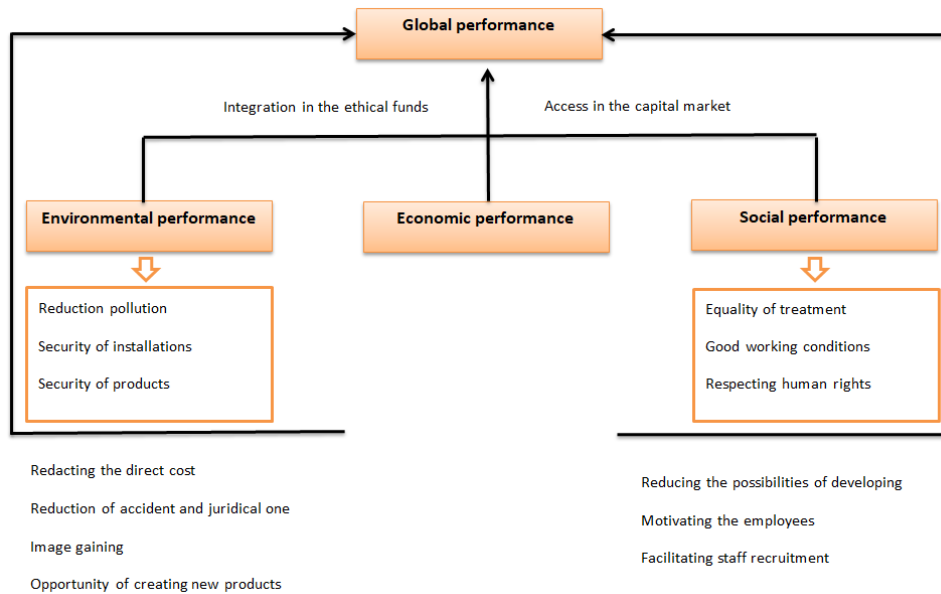 Global performance
Integration in the ethical funds
Access in the capital market
Environmental performance
Economic performance
Social performance
Reduction pollution
Security of installations
Security of products
Equality of treatment
Good working conditions
Respecting human rights
Redacting the direct cost
Reduction of accident and juridical one
Image gaining
Opportunity of creating new products
Reducing the possibilities of developing
Motivating the employees
Facilitating staff recruitment